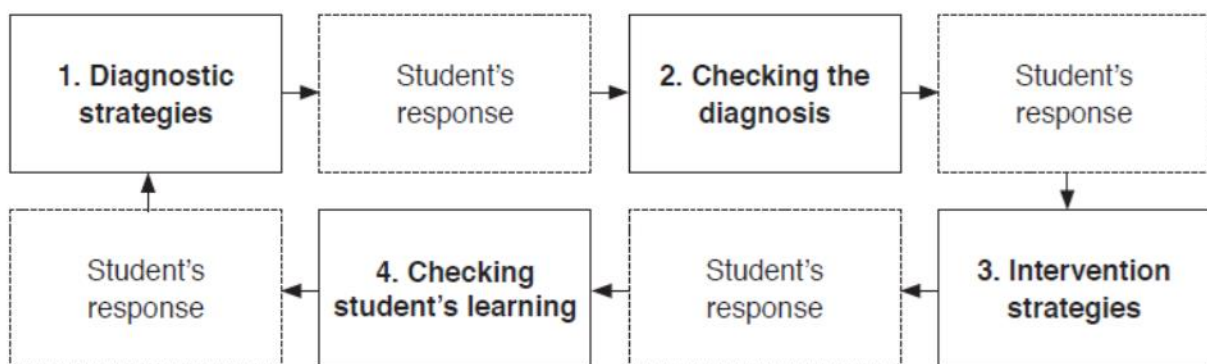 1. Diagnostic
strategies
Student’s
response
2. Checking the
diagnosis
Student’s
response
3. Intervention
strategies
Student’s
response
4. Checking
student’s learning
Student’s
response